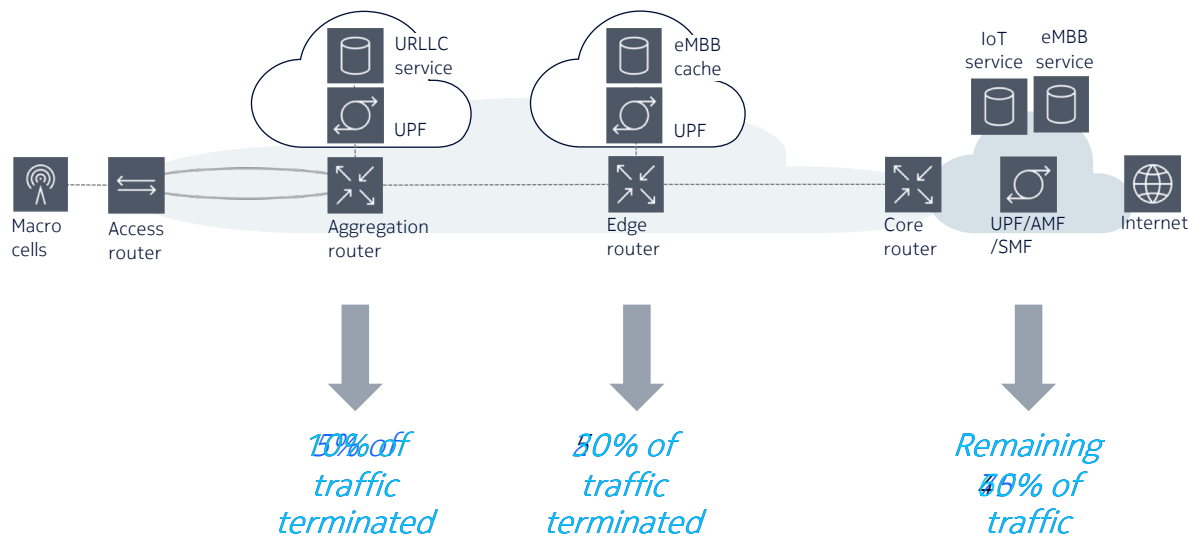 URLLC
service
UPF
eMBB
cache
UPF
IoT
service
eMBB
service
Macro
cells
Access
router
Aggregation
router
Edge
router
Core
router
UPF/AMF
/SMF
Internet
of
traffic
terminated
of
traffic
terminated
Remaining
of
traffic